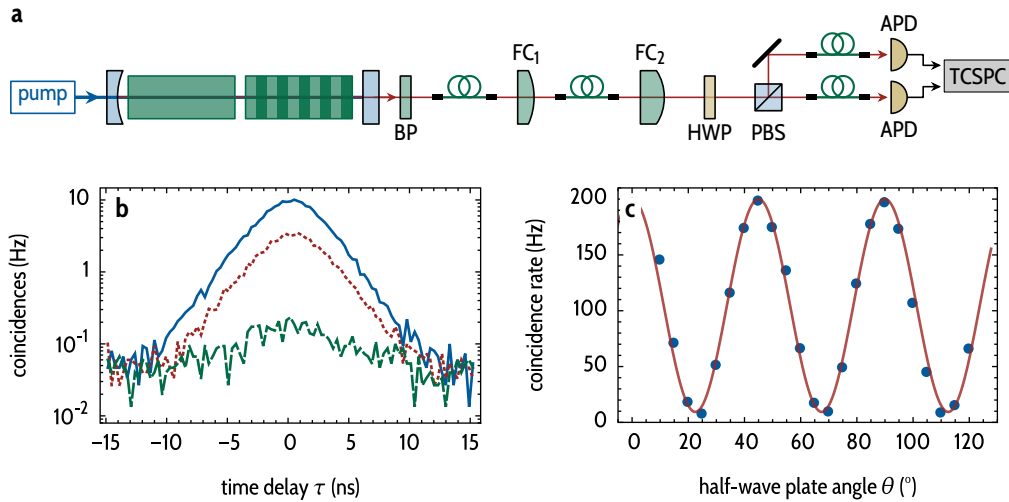 a
pump
BP
FC1
FC2
HWP
PBS
APD
APD
TCSPC
b
10
1
10⁻¹
10⁻²
coincidences (Hz)
−15 −10 −5 0 5 10 15
time delay τ (ns)
c
200
150
100
50
0
coincidence rate (Hz)
0 20 40 60 80 100 120
half-wave plate angle θ (°)